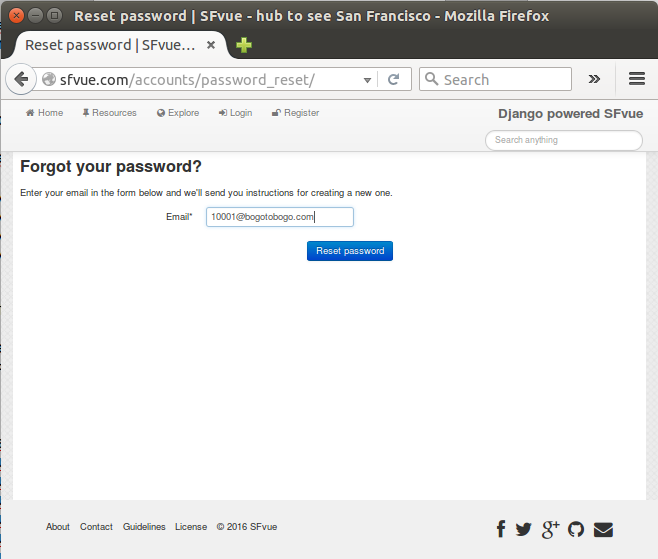 Reset password | SFvue - hub to see San Francisco - Mozilla Firefox
Reset password | SFvue...
sfvue.com/accounts/password_reset/
Search
Home Resources Explore Login Register
Django powered SFvue
Search anything
Forgot your password?
Enter your email in the form below and we'll send you instructions for creating a new one.
Email* 10001@bogotobogo.com
Reset password
About Contact Guidelines License © 2016 SFvue